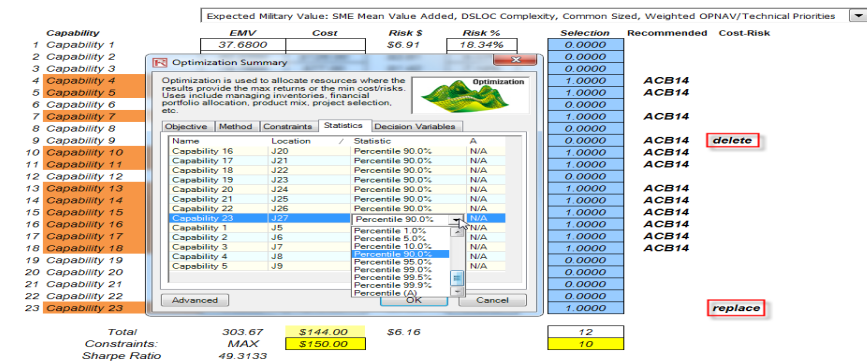 Expected Military Value: SME Mean Value Added, DSLOC Complexity, Common Sized, Weighted OPNAV/Technical Priorities
Capability EMV Cost Risk $ Risk % Selection Recommended Cost-Risk
1 Capability 1 37.6800 $6.91 18.34% 0.0000
2 Capability 2 0.0000
3 Capability 3 0.0000
4 Capability 4 1.0000 ACB14
5 Capability 5 1.0000 ACB14
6 Capability 6 0.0000
7 Capability 7 1.0000 ACB14
8 Capability 8 0.0000
9 Capability 9 0.0000 ACB14 delete
10 Capability 10 1.0000 ACB14
11 Capability 11 1.0000 ACB14
12 Capability 12 0.0000
13 Capability 13 1.0000 ACB14
14 Capability 14 1.0000 ACB14
15 Capability 15 1.0000 ACB14
16 Capability 16 1.0000 ACB14
17 Capability 17 1.0000 ACB14
18 Capability 18 1.0000 ACB14
19 Capability 19 0.0000
20 Capability 20 0.0000
21 Capability 21 0.0000
22 Capability 22 0.0000
23 Capability 23 1.0000 replace
Total 303.67 $144.00 $6.16 12
Constraints: MAX $150.00 10
Sharpe Ratio 49.3133
Optimization Summary
Optimization is used to allocate resources where the
results provide the max returns or the min cost/risks.
Uses include managing inventories, financial
portfolio allocation, product mix, project selection,
etc.
Optimization
Objective Method Constraints Statistics Decision Variables
Name Location / Statistic A
Capability 16 J20 Percentile 90.0% N/A
Capability 17 J21 Percentile 90.0% N/A
Capability 18 J22 Percentile 90.0% N/A
Capability 19 J23 Percentile 90.0% N/A
Capability 20 J24 Percentile 90.0% N/A
Capability 21 J25 Percentile 90.0% N/A
Capability 22 J26 Percentile 90.0% N/A
Capability 23 J27 Percentile 90.0% N/A
Capability 1 J5 N/A
Capability 2 J6 N/A
Capability 3 J7 N/A
Capability 4 J8 N/A
Capability 5 J9 N/A
Percentile 1.0%
Percentile 5.0%
Percentile 10.0%
Percentile 90.0%
Percentile 95.0%
Percentile 99.0%
Percentile 99.5%
Percentile 99.9%
Percentile (A)
Advanced OK Cancel